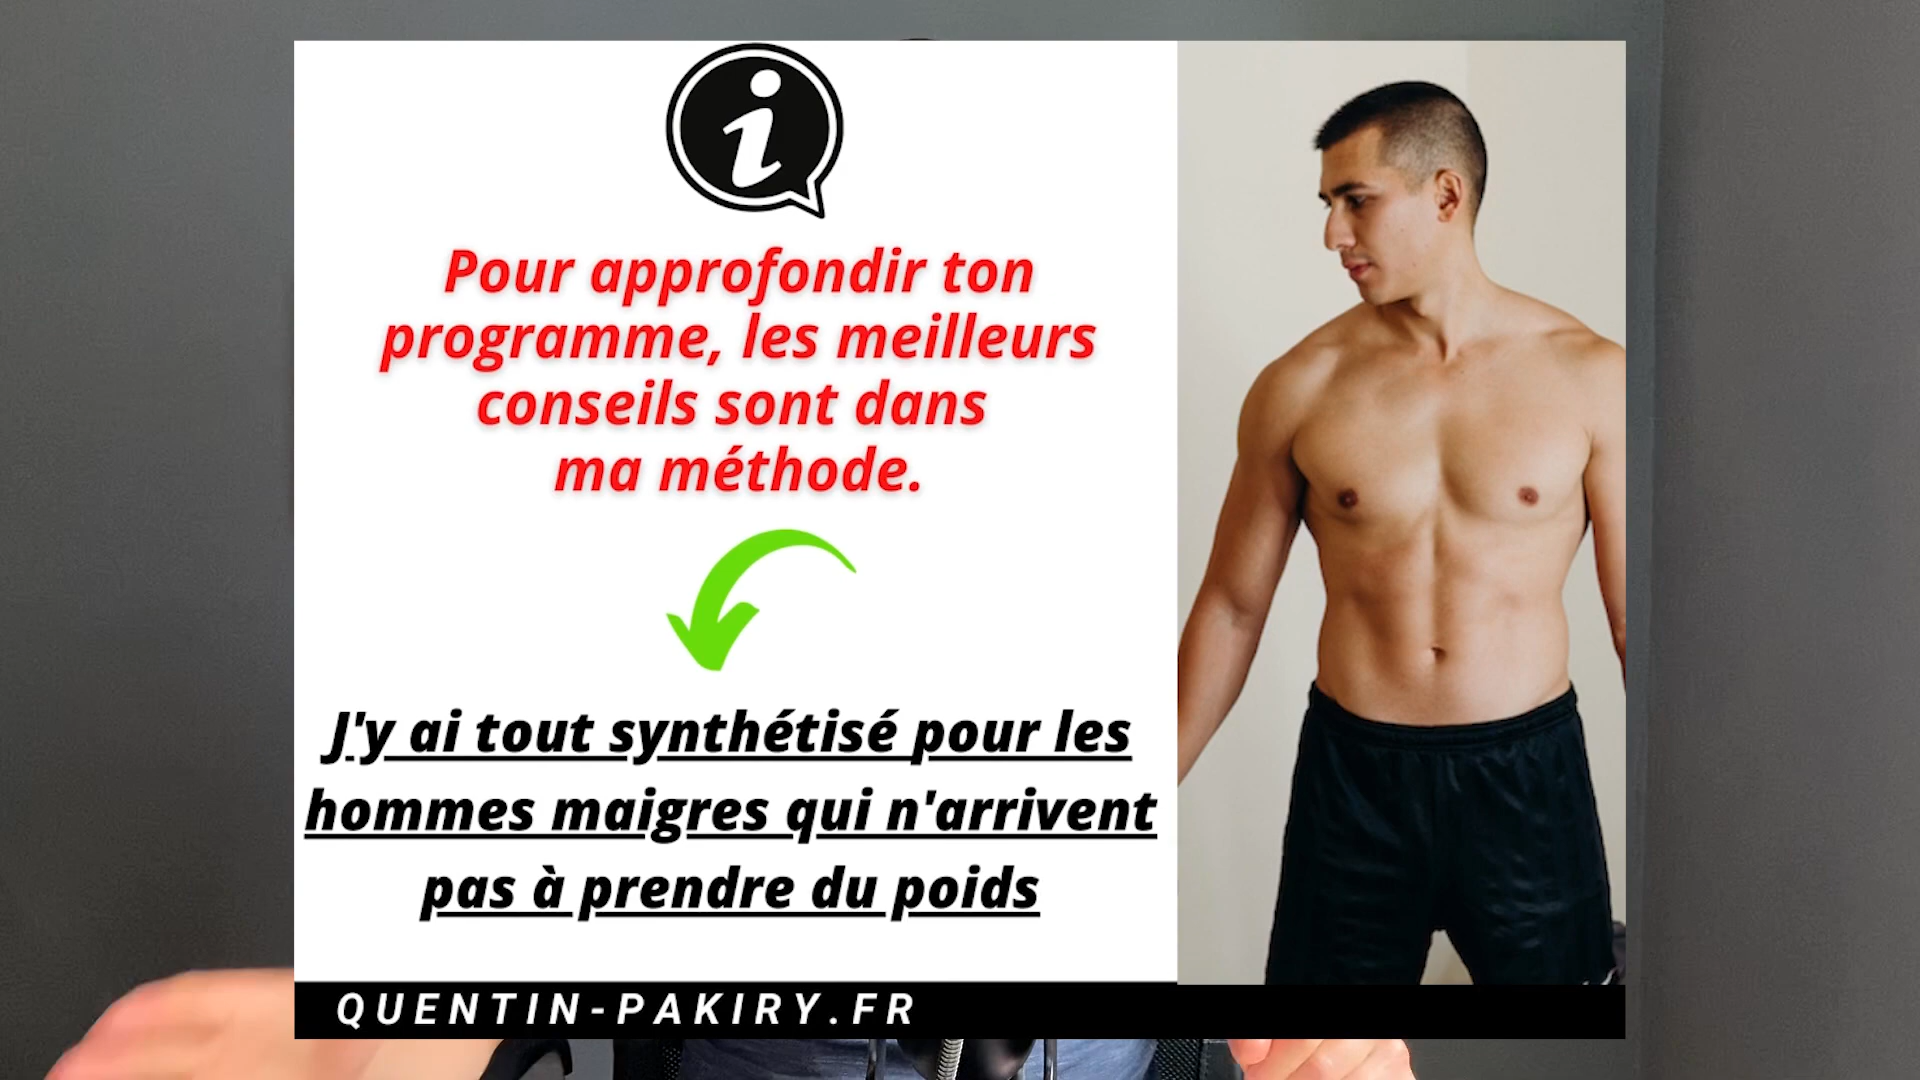 i
Pour approfondir ton
programme, les meilleurs
conseils sont dans
ma méthode.
J'y ai tout synthétisé pour les
hommes maigres qui n'arrivent
pas à prendre du poids
QUENTIN-PAKIRY.FR